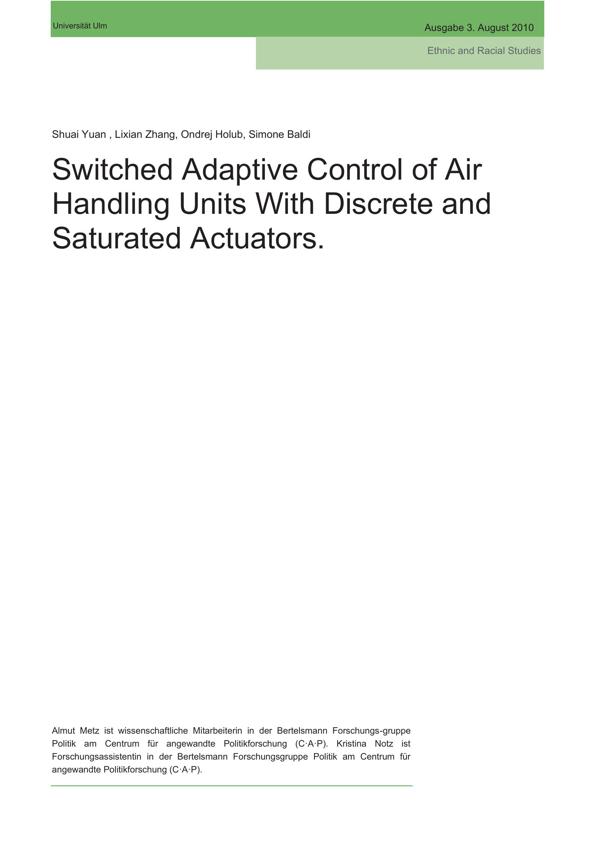 Universität Ulm
Ausgabe 3. August 2010
Ethnic and Racial Studies
Shuai Yuan , Lixian Zhang, Ondrej Holub, Simone Baldi
Switched Adaptive Control of Air
Handling Units With Discrete and
Saturated Actuators.
Almut Metz ist wissenschaftliche Mitarbeiterin in der Bertelsmann Forschungs-gruppe
Politik am Centrum für angewandte Politikforschung (C·A·P). Kristina Notz ist
Forschungsassistentin in der Bertelsmann Forschungsgruppe Politik am Centrum für
angewandte Politikforschung (C·A·P).